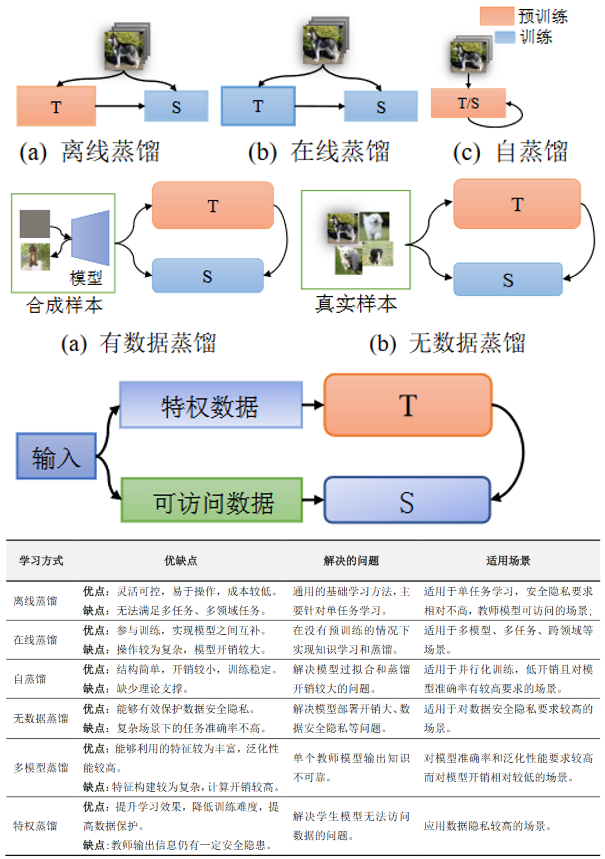 预训练
训练
T
S
T
S
T/S
(a) 离线蒸馏
(b) 在线蒸馏
(c) 自蒸馏
模型
合成样本
T
S
(a) 有数据蒸馏
真实样本
T
S
(b) 无数据蒸馏
输入
特权数据
T
可访问数据
S
学习方式 优缺点 解决的问题 适用场景
离线蒸馏
优点：灵活可控，易于操作，成本较低。
缺点：无法满足多任务、多领域任务。
通用的基础学习方法，主
要针对单任务学习。
适用于单任务学习，安全隐私要求
相对不高，教师模型可访问的场景；
在线蒸馏
优点：参与训练，实现模型之间互补。
缺点：操作较为复杂，模型开销较大。
在没有预训练的情况下
实现知识学习和蒸馏。
适用于多模型、多任务、跨领域等
场景。
自蒸馏
优点：结构简单，开销较小，训练稳定。
缺点：缺少理论支撑。
解决模型过拟合和蒸馏
开销较大的问题。
适用于并行化训练，低开销且对模
型准确率有较高要求的场景。
无数据蒸馏
优点：能够有效保护数据安全隐私。
缺点：复杂场景下的任务准确率不高。
解决模型部署开销大、数
据安全隐私等问题。
适用于对数据安全隐私要求较高的
场景。
多模型蒸馏
优点：能够利用的特征较为丰富，泛化性
能较高。
缺点：特征构建较为复杂，计算开销较高。
单个教师模型输出知识
不可靠。
对模型准确率和泛化性能要求较高
而对模型开销相对较低的场景。
特权蒸馏
优点：提升学习效果，降低训练难度，提
高数据保护。
缺点：教师输出信息仍有一定安全隐患。
解决学生模型无法访问
数据的问题。
应用数据隐私较高的场景。